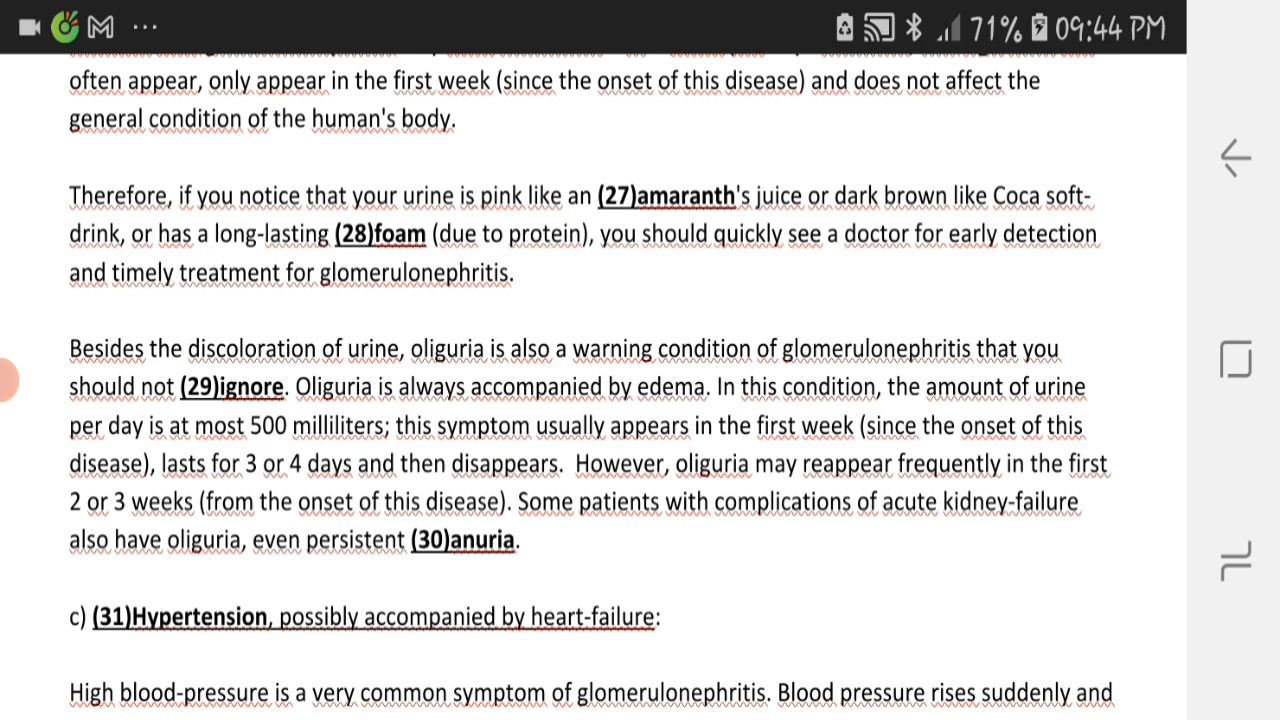 71% 09:44 PM
often appear, only appear in the first week (since the onset of this disease) and does not affect the
general condition of the human's body.
Therefore, if you notice that your urine is pink like an (27)amaranth's juice or dark brown like Coca soft-
drink, or has a long-lasting (28)foam (due to protein), you should quickly see a doctor for early detection
and timely treatment for glomerulonephritis.
Besides the discoloration of urine, oliguria is also a warning condition of glomerulonephritis that you
should not (29)ignore. Oliguria is always accompanied by edema. In this condition, the amount of urine
per day is at most 500 milliliters; this symptom usually appears in the first week (since the onset of this
disease), lasts for 3 or 4 days and then disappears.  However, oliguria may reappear frequently in the first
2 or 3 weeks (from the onset of this disease). Some patients with complications of acute kidney-failure
also have oliguria, even persistent (30)anuria.
c) (31)Hypertension, possibly accompanied by heart-failure:
High blood-pressure is a very common symptom of glomerulonephritis. Blood pressure rises suddenly and